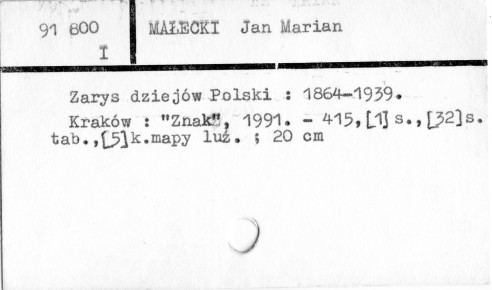 91 800 MAŁECKI Jan Marian
I
Zarys dziejów Polski : 1864-1939.
Kraków : "Znak", 1991. - 415,[1]s.,[32]s.
tab.,[5]k.mapy luź. ; 20 cm